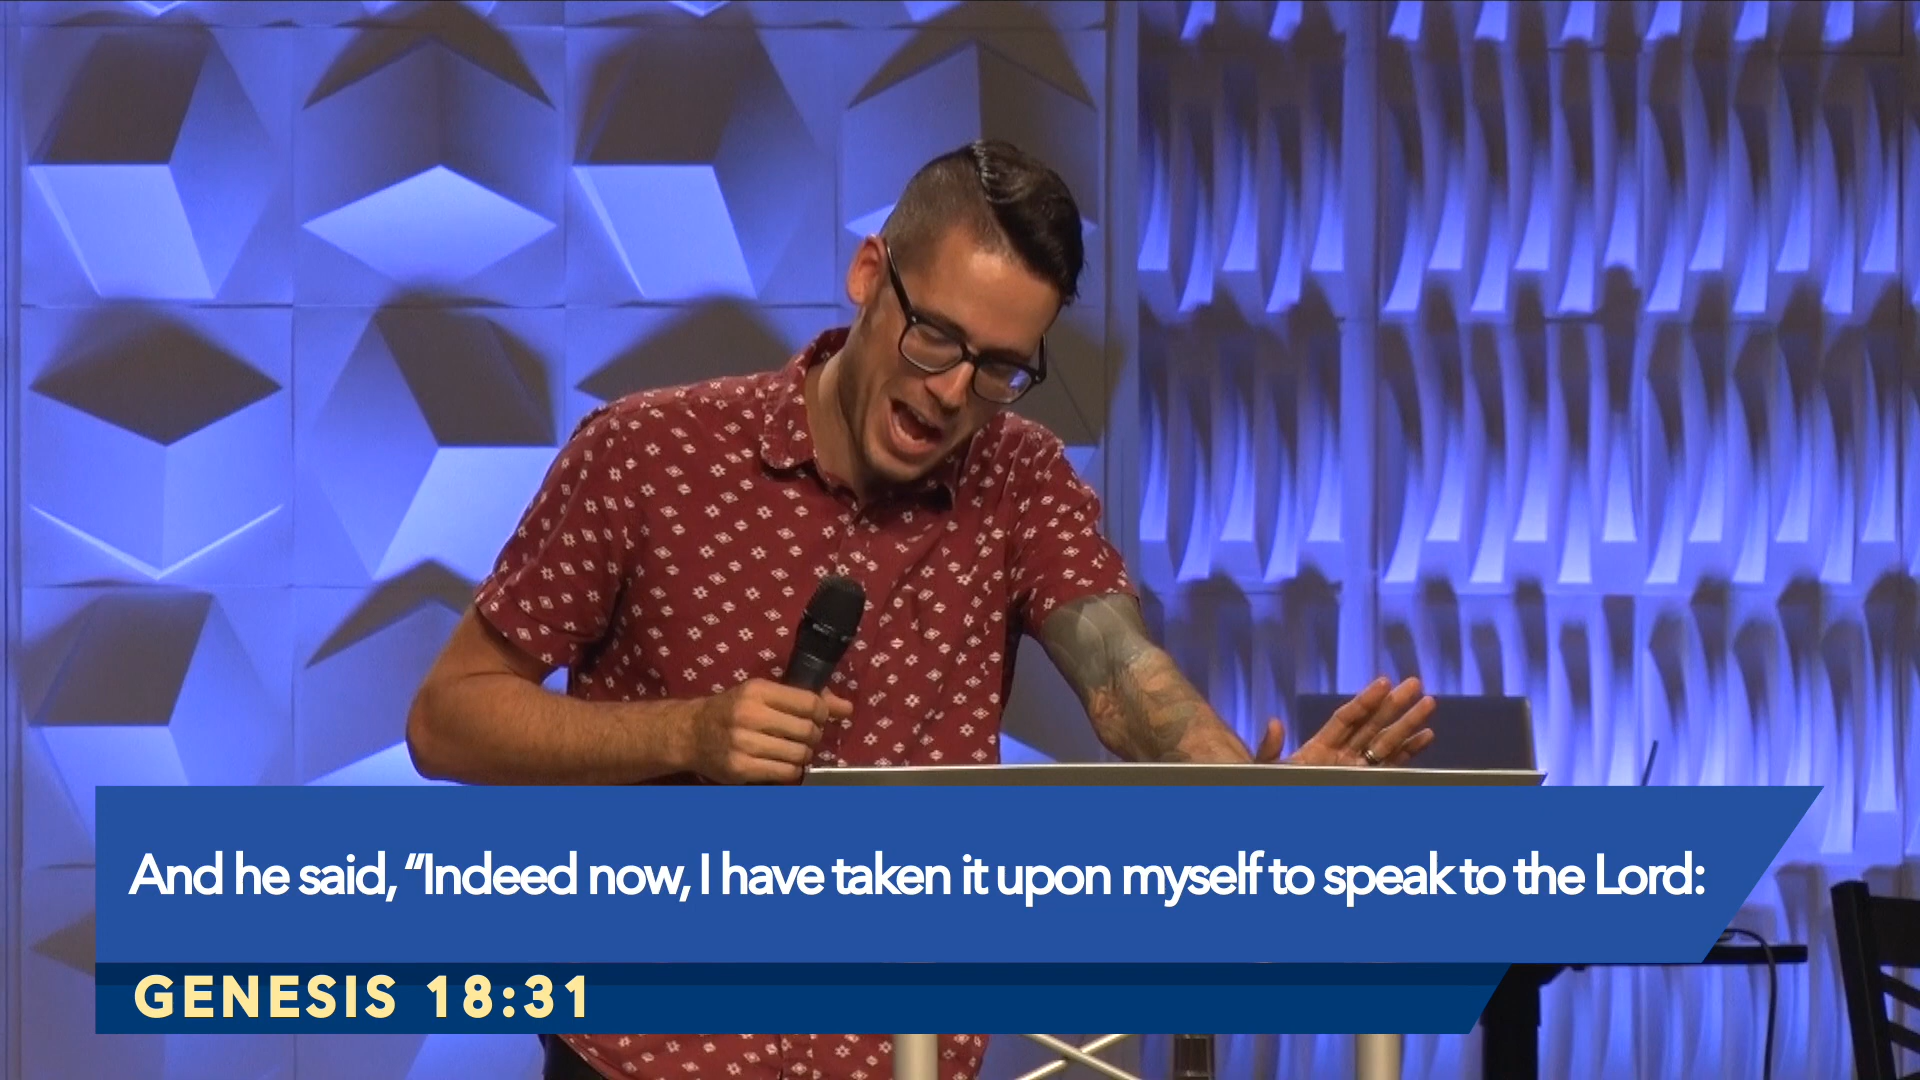 And he said, “Indeed now, I have taken it upon myself to speak to the Lord:
GENESIS 18:31